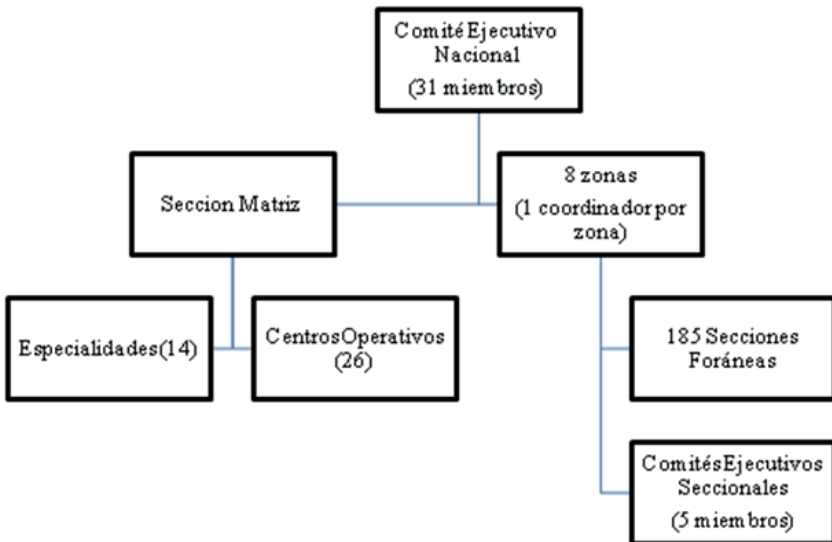 Comité Ejecutivo
Nacional
(31 miembros)
Seccion Matriz
8 zonas
(1 coordinador por
zona)
Especialidades (14)
Centros Operativos
(26)
185 Secciones
Foráneas
Comités Ejecutivos
Seccionales
(5 miembros)